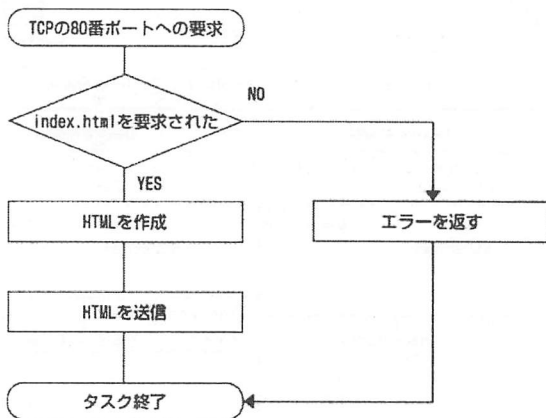 TCPの80番ポートへの要求
NO
index.htmlを要求された
YES
HTMLを作成
エラーを返す
HTMLを送信
タスク終了